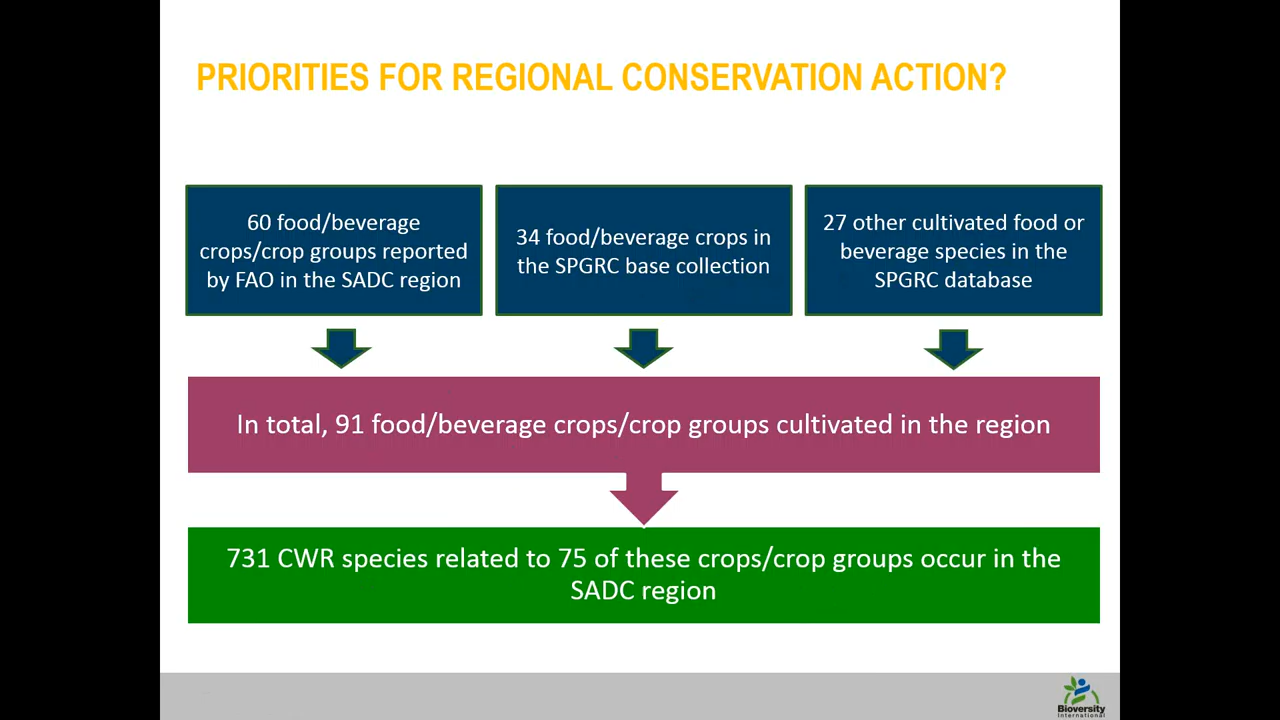 PRIORITIES FOR REGIONAL CONSERVATION ACTION?
60 food/beverage
crops/crop groups reported
by FAO in the SADC region
34 food/beverage crops in
the SPGRC base collection
27 other cultivated food or
beverage species in the
SPGRC database
In total, 91 food/beverage crops/crop groups cultivated in the region
731 CWR species related to 75 of these crops/crop groups occur in the
SADC region
Bioversity
International